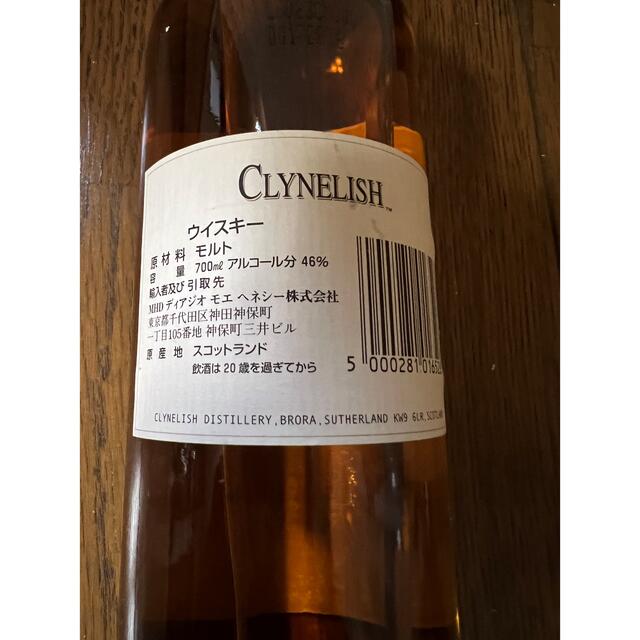 CLYNELISH™
ウイスキー
原材料 モルト
容量 700㎖ アルコール分 46%
輸入者及び引取先
MHD ディアジオ モエ ヘネシー株式会社
東京都千代田区神田神保町
一丁目105番地 神保町三井ビル
原産地 スコットランド
飲酒は20歳を過ぎてから
5 000281 01652
CLYNELISH DISTILLERY, BRORA, SUTHERLAND KW9 6LR, SCOTLAND